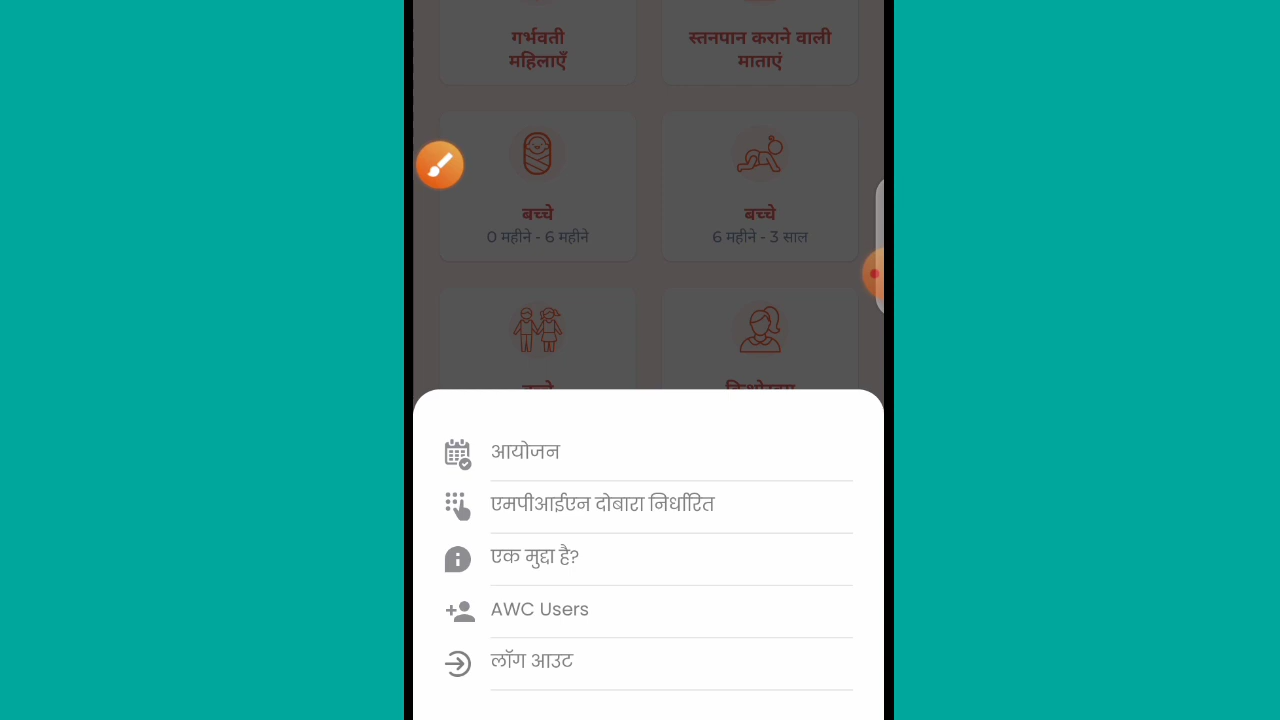 गर्भवती
महिलाएँ
स्तनपान कराने वाली
माताएं
बच्चे
0 महीने - 6 महीने
बच्चे
6 महीने - 3 साल
आयोजन
एमपीआईएन दोबारा निर्धारित
एक मुद्दा है?
AWC Users
लॉग आउट